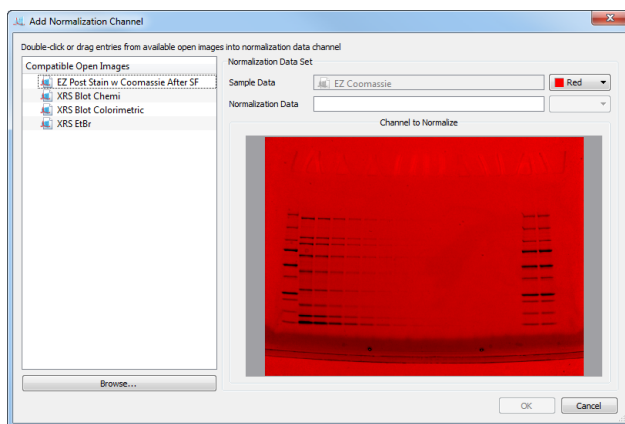 Add Normalization Channel
Double-click or drag entries from available open images into normalization data channel
Compatible Open Images
EZ Post Stain w Coomassie After SF
XRS Blot Chemi
XRS Blot Colorimetric
XRS EtBr
Browse...
Normalization Data Set
Sample Data
EZ Coomassie
Red
Normalization Data
Channel to Normalize
OK
Cancel